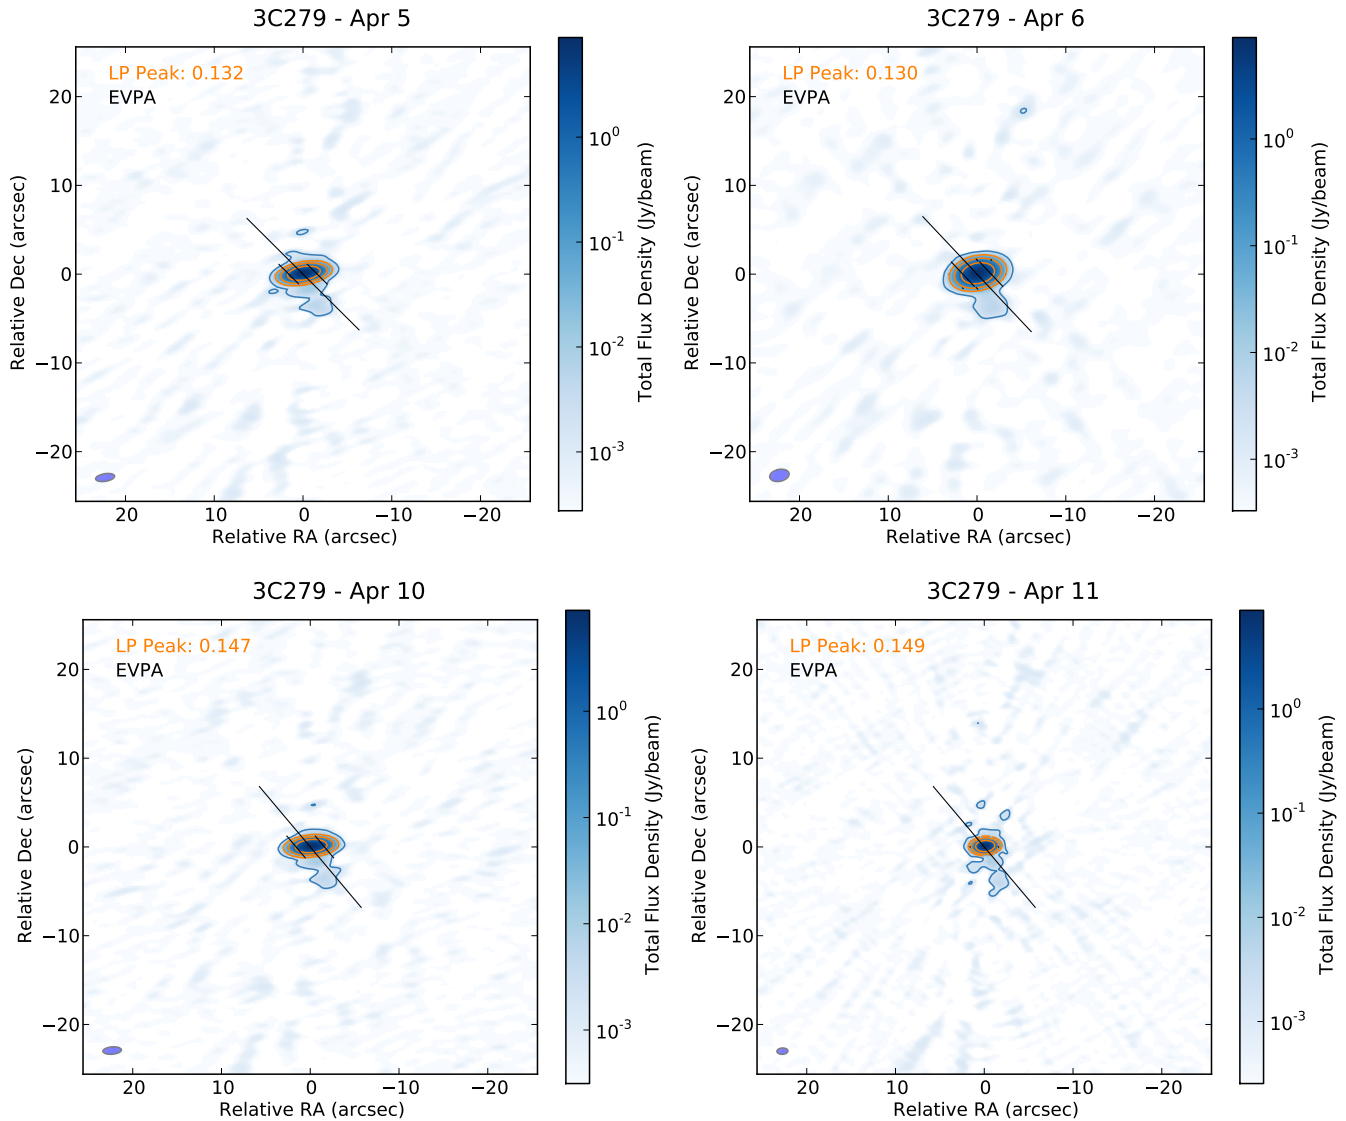 3C279 - Apr 5
LP Peak: 0.132
EVPA
20
10
0
−10
−20
Relative Dec (arcsec)
20 10 0 −10 −20
Relative RA (arcsec)
10^0
10^-1
10^-2
10^-3
Total Flux Density (Jy/beam)
3C279 - Apr 6
LP Peak: 0.130
EVPA
20
10
0
−10
−20
Relative Dec (arcsec)
20 10 0 −10 −20
Relative RA (arcsec)
10^0
10^-1
10^-2
10^-3
Total Flux Density (Jy/beam)
3C279 - Apr 10
LP Peak: 0.147
EVPA
20
10
0
−10
−20
Relative Dec (arcsec)
20 10 0 −10 −20
Relative RA (arcsec)
10^0
10^-1
10^-2
10^-3
Total Flux Density (Jy/beam)
3C279 - Apr 11
LP Peak: 0.149
EVPA
20
10
0
−10
−20
Relative Dec (arcsec)
20 10 0 −10 −20
Relative RA (arcsec)
10^0
10^-1
10^-2
10^-3
Total Flux Density (Jy/beam)